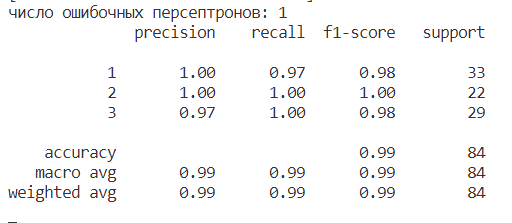 число ошибочных персептронов: 1
precision recall f1-score support
1 1.00 0.97 0.98 33
2 1.00 1.00 1.00 22
3 0.97 1.00 0.98 29
accuracy 0.99 84
macro avg 0.99 0.99 0.99 84
weighted avg 0.99 0.99 0.99 84